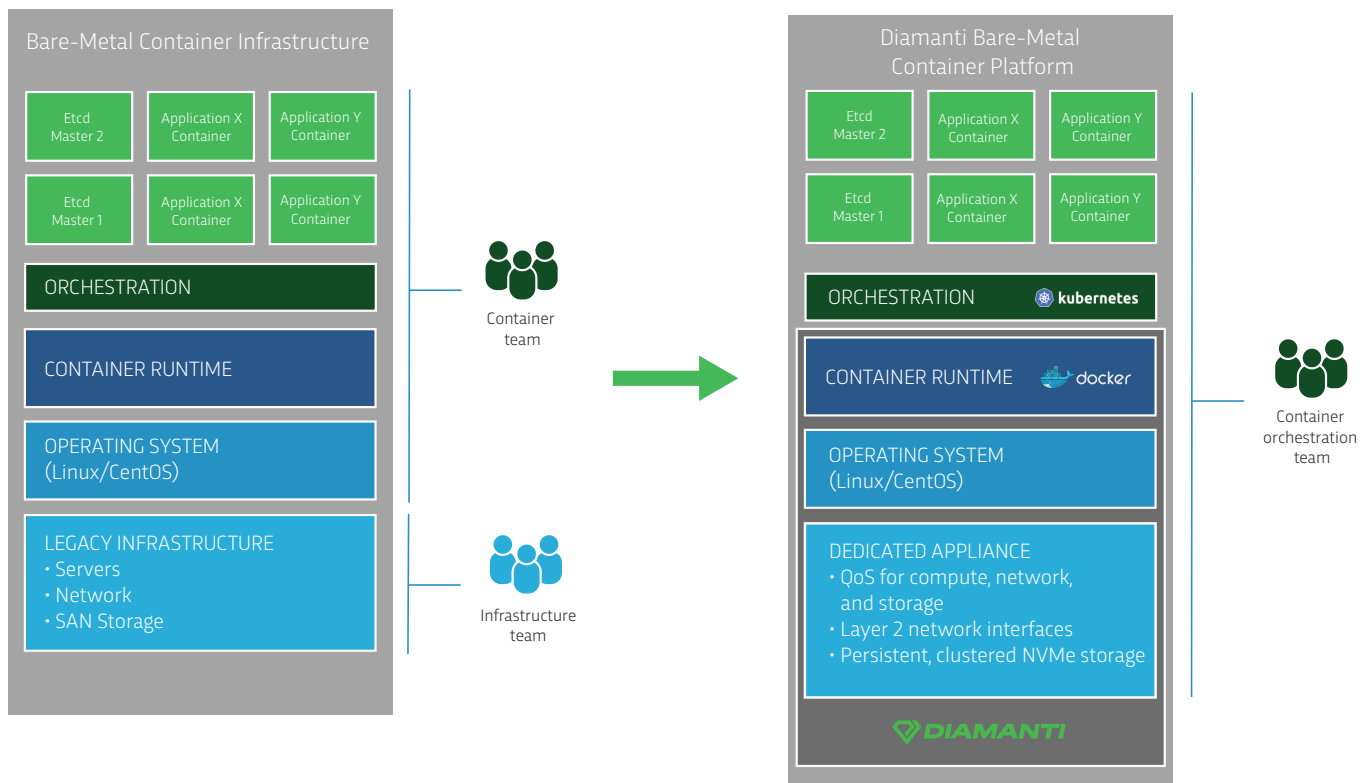 Bare-Metal Container Infrastructure
Etcd
Master 2
Application X
Container
Application Y
Container
Etcd
Master 1
Application X
Container
Application Y
Container
ORCHESTRATION
CONTAINER RUNTIME
OPERATING SYSTEM
(Linux/CentOS)
LEGACY INFRASTRUCTURE
• Servers
• Network
• SAN Storage
Container
team
Infrastructure
team
Diamanti Bare-Metal
Container Platform
Etcd
Master 2
Application X
Container
Application Y
Container
Etcd
Master 1
Application X
Container
Application Y
Container
ORCHESTRATION
kubernetes
CONTAINER RUNTIME
docker
OPERATING SYSTEM
(Linux/CentOS)
DEDICATED APPLIANCE
• QoS for compute, network,
and storage
• Layer 2 network interfaces
• Persistent, clustered NVMe storage
DIAMANTI
Container
orchestration
team